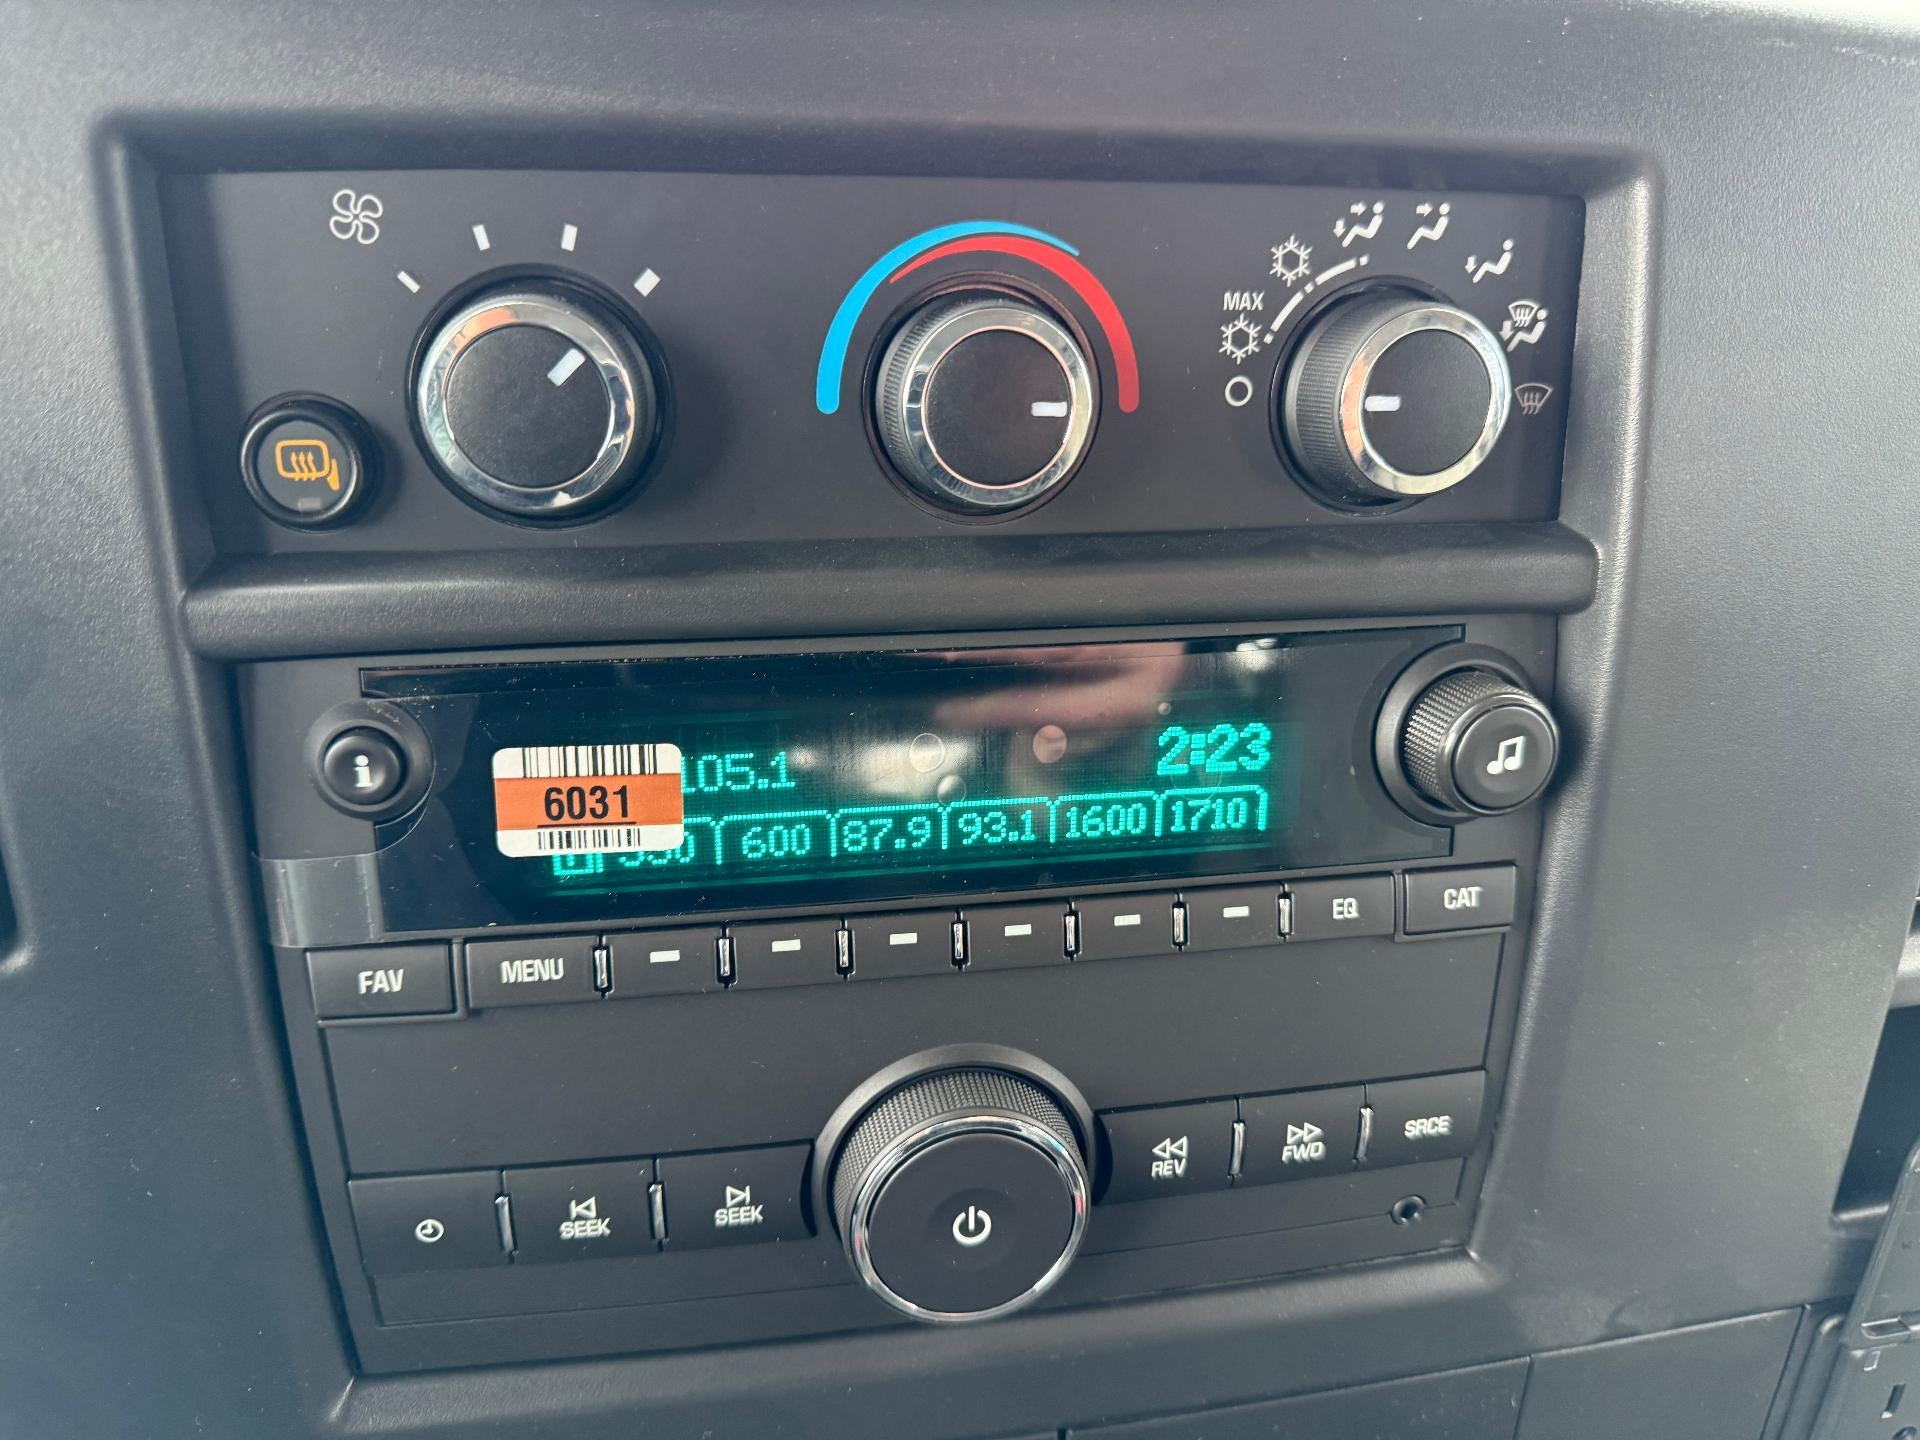 MAX
105.1
2:23
6031
600 87.9 93.1 1600 1710
i
FAV MENU EQ CAT
SEEK SEEK REV FWD SRCE